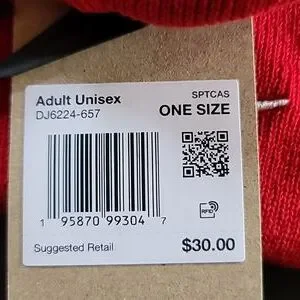 Adult Unisex
DJ6224-657
SPTCAS
ONE SIZE
1 95870 99304 7
RFID
Suggested Retail
$30.00